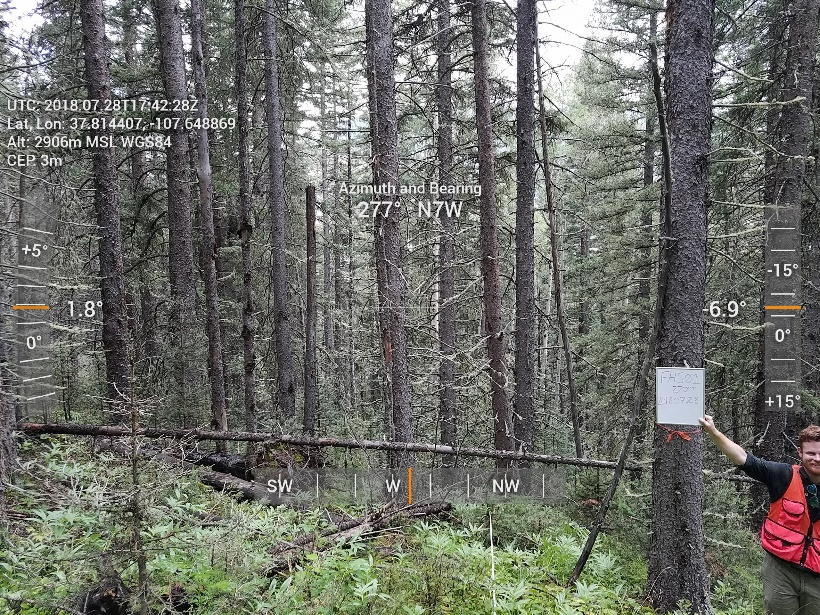 UTC: 2018.07.28T17:42:28Z
Lat, Lon: 37.814407, -107.648869
Alt: 2906m MSL WGS84
CEP 3m
Azimuth and Bearing
277° N7W
+5°
1.8°
0°
-15°
-6.9°
0°
+15°
SW
W
NW